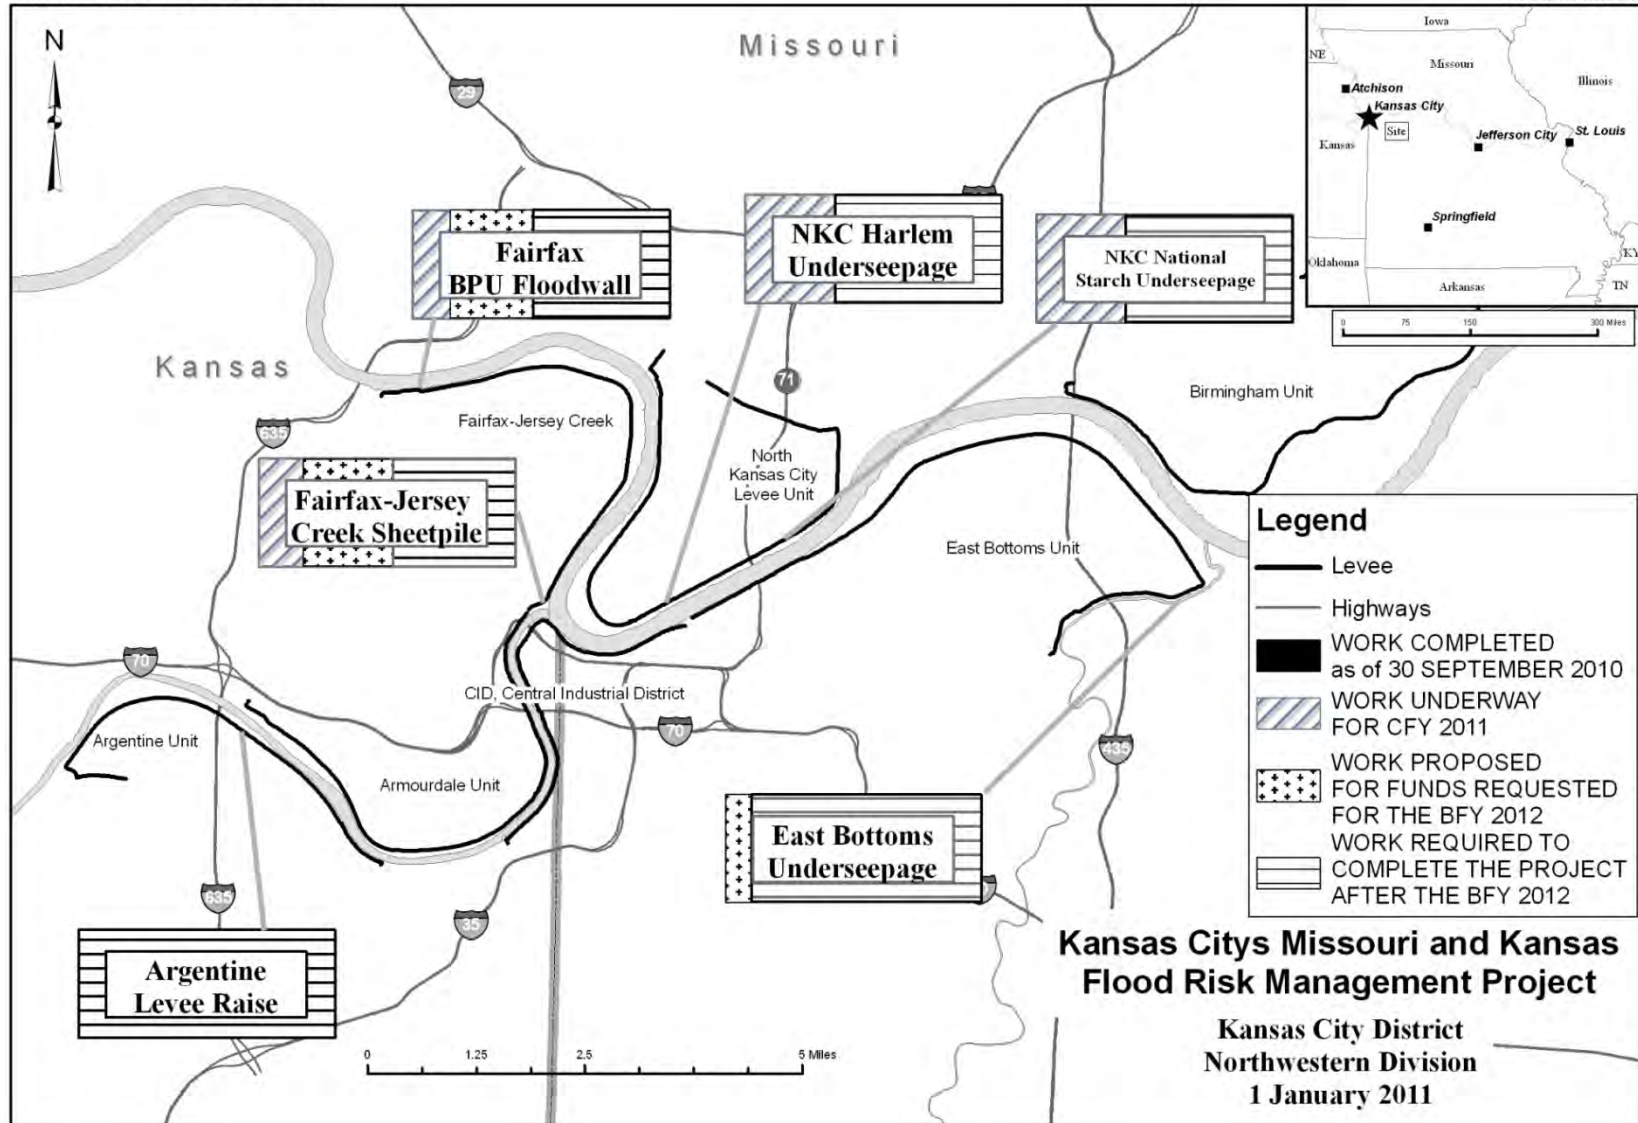 N
Missouri
Kansas
29
635
70
71
70
435
635
35
Fairfax
BPU Floodwall
NKC Harlem
Underseepage
NKC National
Starch Underseepage
Fairfax-Jersey
Creek Sheetpile
East Bottoms
Underseepage
Argentine
Levee Raise
Fairfax-Jersey Creek
North
Kansas City
Levee Unit
Birmingham Unit
East Bottoms Unit
CID, Central Industrial District
Argentine Unit
Armourdale Unit
0 1.25 2.5 5 Miles
Iowa
NE
Missouri
Illinois
Atchison
Kansas City
Site
Kansas
Jefferson City
St. Louis
Springfield
Oklahoma
KY
TN
Arkansas
0 75 150 300 Miles
Legend
Levee
Highways
WORK COMPLETED
as of 30 SEPTEMBER 2010
WORK UNDERWAY
FOR CFY 2011
WORK PROPOSED
FOR FUNDS REQUESTED
FOR THE BFY 2012
WORK REQUIRED TO
COMPLETE THE PROJECT
AFTER THE BFY 2012
Kansas Citys Missouri and Kansas
Flood Risk Management Project
Kansas City District
Northwestern Division
1 January 2011